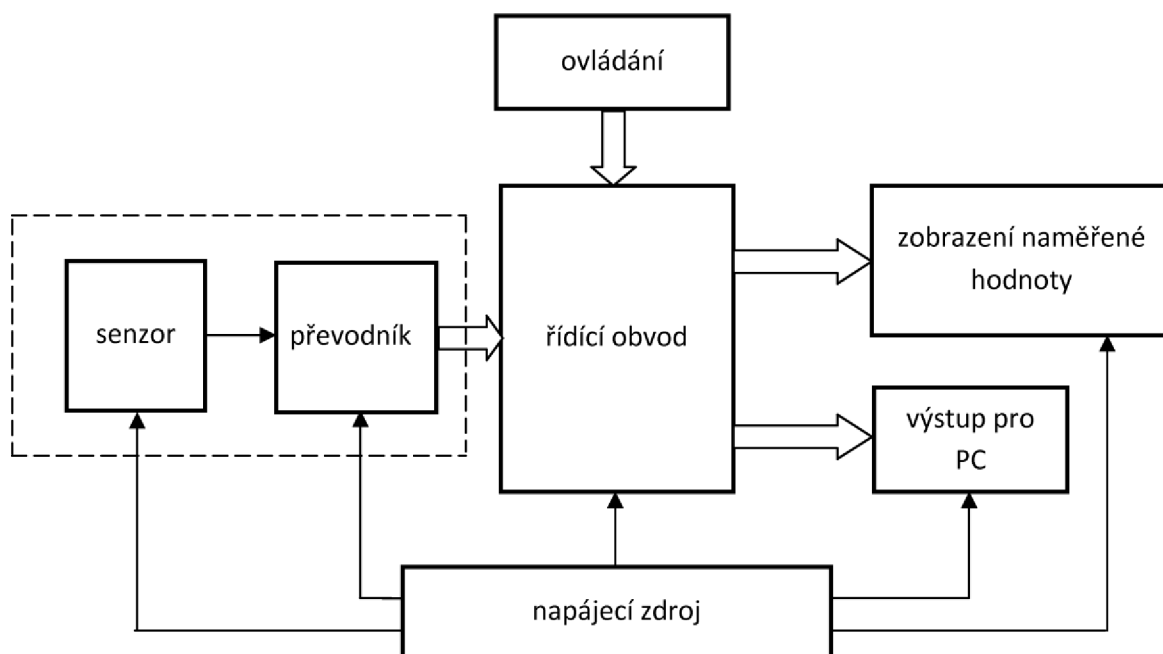 ovládání
zobrazení naměřené
hodnoty
senzor
převodník
řídící obvod
výstup pro
PC
napájecí zdroj